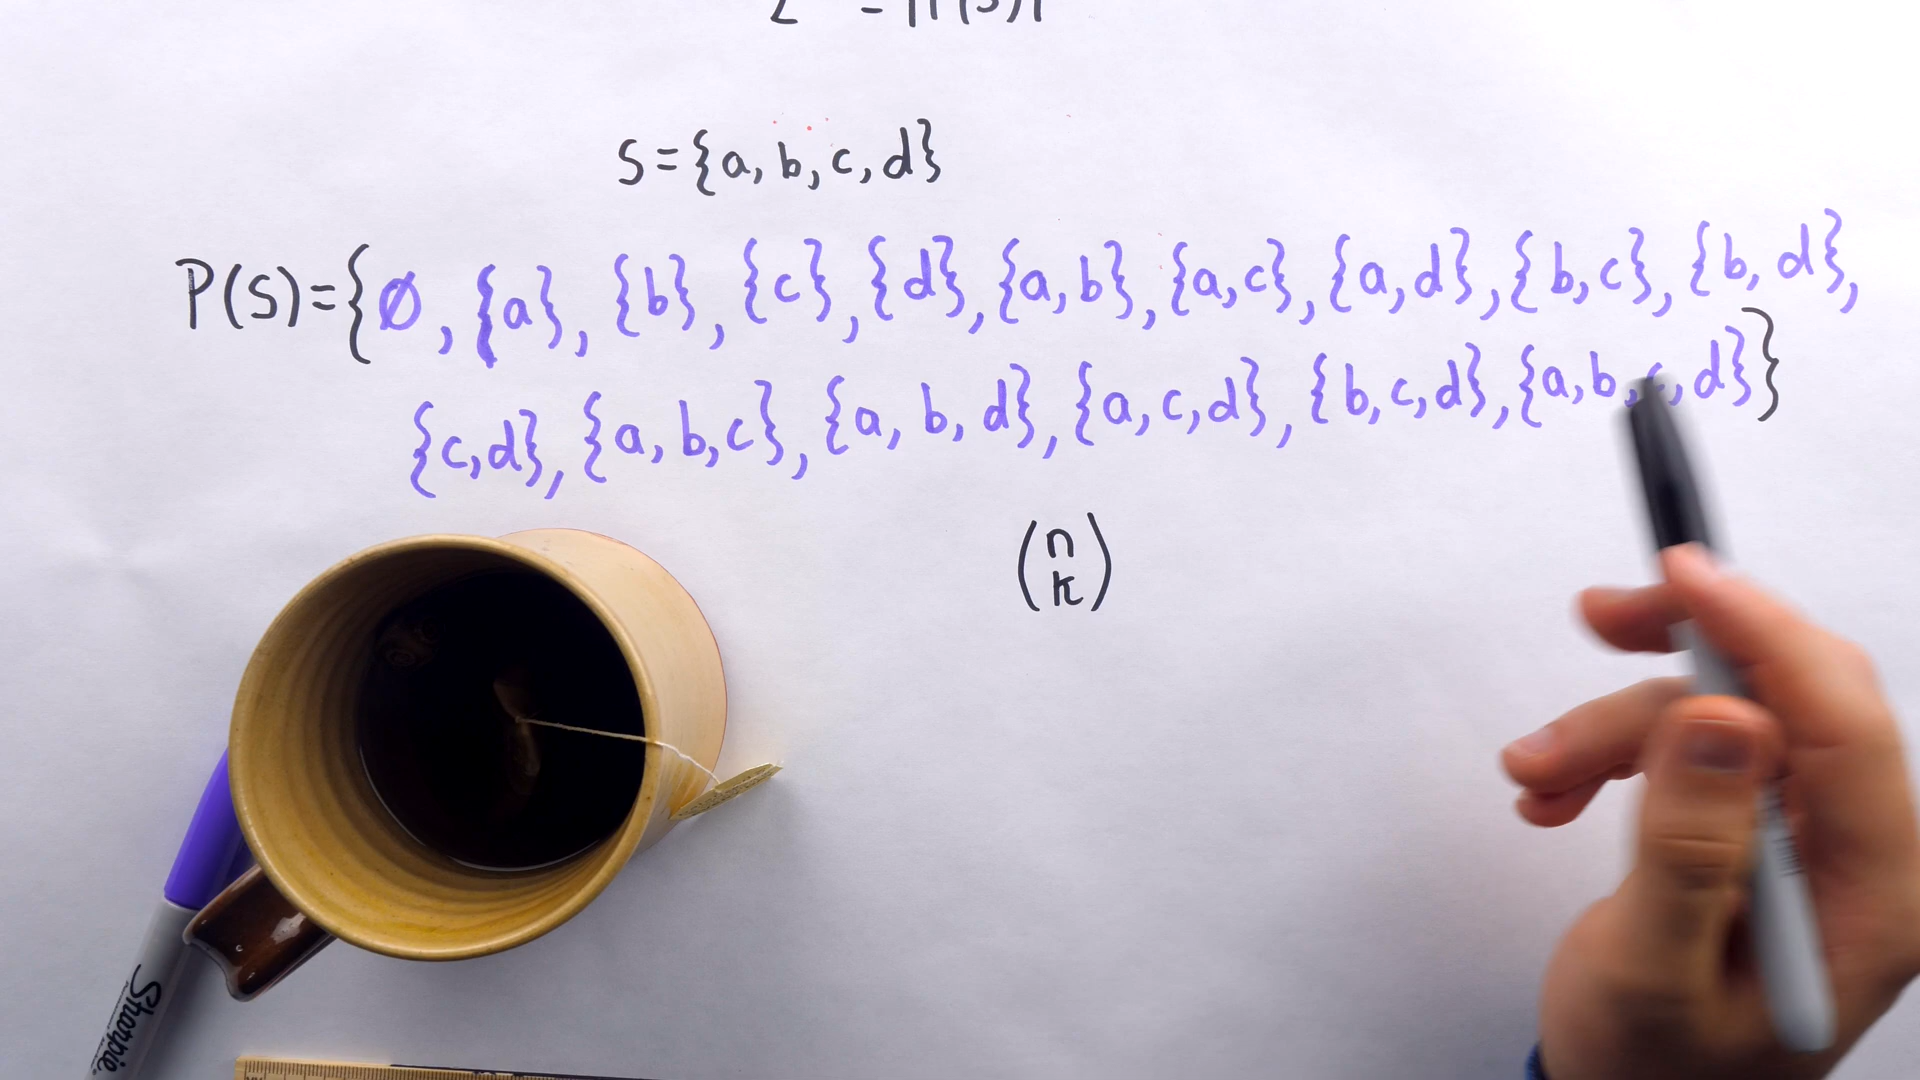 S={a, b, c, d}
P(S)={∅, {a}, {b}, {c}, {d}, {a, b}, {a,c}, {a,d}, {b,c}, {b, d},
{c,d}, {a, b,c}, {a, b, d}, {a,c,d}, {b,c,d}, {a,b,c,d}}
(n
k)
Sharpie.